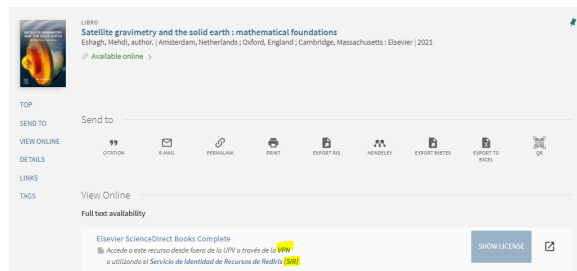 LIBRO
Satellite gravimetry and the solid earth : mathematical foundations
Eshagh, Mehdi, author. | Amsterdam, Netherlands ; Oxford, England ; Cambridge, Massachusetts : Elsevier | 2021
Available online >
TOP
SEND TO
VIEW ONLINE
DETAILS
LINKS
TAGS
Send to
CITATION
E-MAIL
PERMALINK
PRINT
EXPORT RIS
MENDELEY
EXPORT BIBTEX
EXPORT TO
EXCEL
QR
View Online
Full text availability
Elsevier ScienceDirect Books Complete
Accede a este recurso desde fuera de la UPV a través de la VPN
o utilizando el Servicio de Identidad de Recursos de Rediris (SIR)
SHOW LICENSE